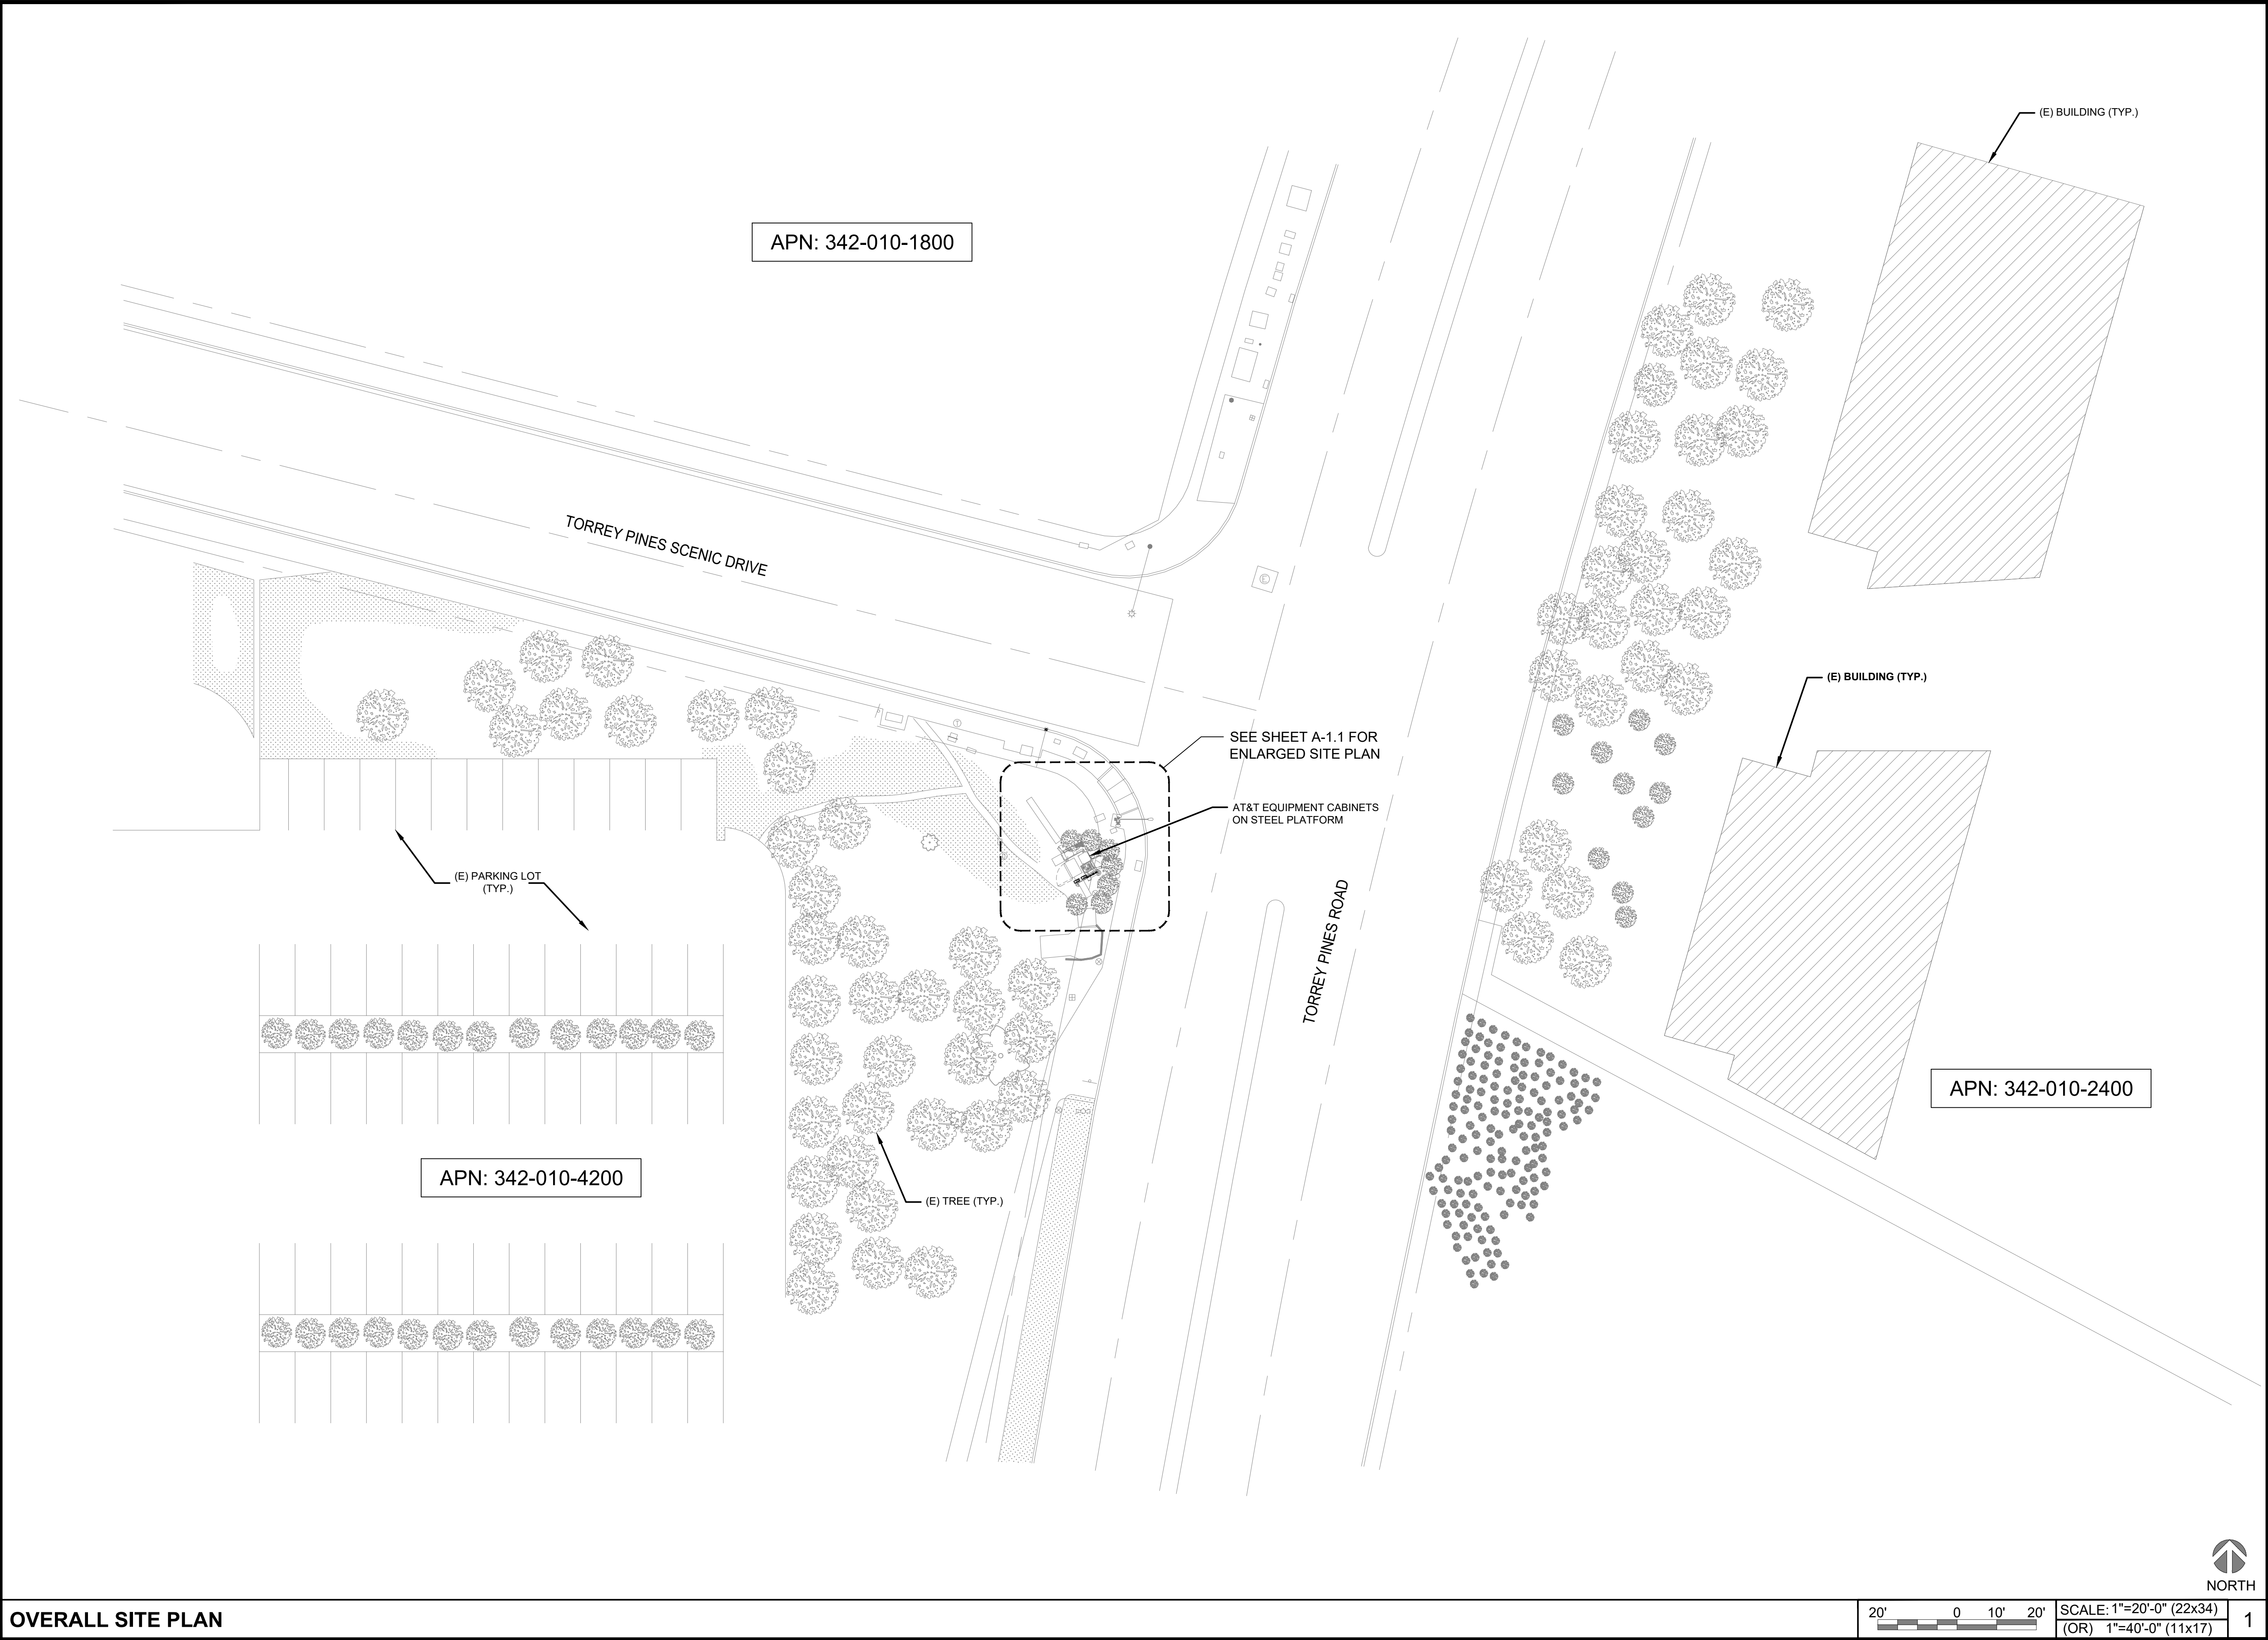 (E) BUILDING (TYP.)
APN: 342-010-1800
TORREY PINES SCENIC DRIVE
(E) BUILDING (TYP.)
SEE SHEET A-1.1 FOR
ENLARGED SITE PLAN
AT&T EQUIPMENT CABINETS
ON STEEL PLATFORM
(E) PARKING LOT
(TYP.)
TORREY PINES ROAD
APN: 342-010-2400
APN: 342-010-4200
(E) TREE (TYP.)
NORTH
OVERALL SITE PLAN
20' 0 10' 20'
SCALE: 1"=20'-0" (22x34)
(OR) 1"=40'-0" (11x17)
1